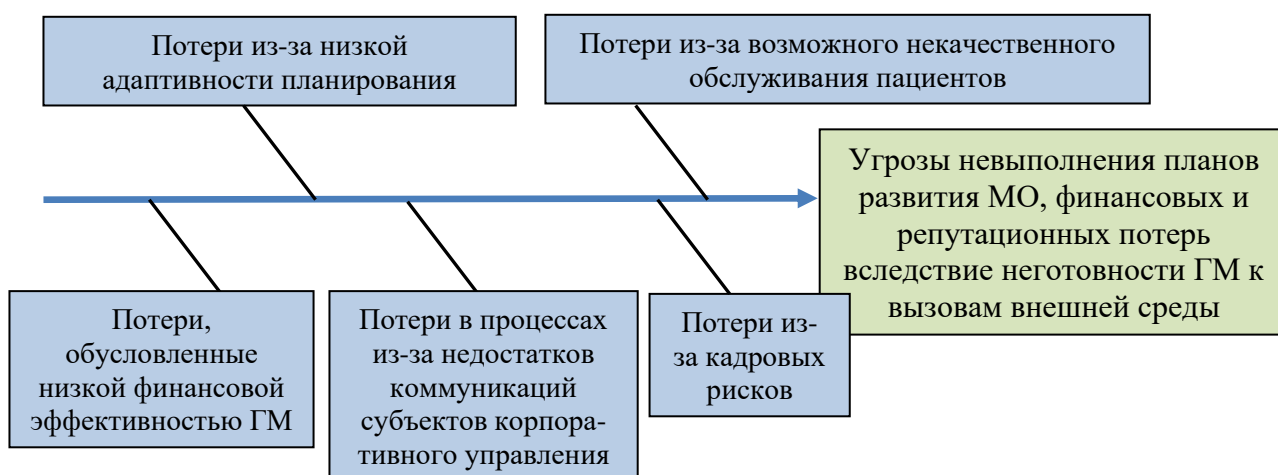 Потери из-за низкой
адаптивности планирования
Потери из-за возможного некачественного
обслуживания пациентов
Угрозы невыполнения планов
развития МО, финансовых и
репутационных потерь
вследствие неготовности ГМ к
вызовам внешней среды
Потери,
обусловленные
низкой финансовой
эффективностью ГМ
Потери в процессах
из-за недостатков
коммуникаций
субъектов корпора-
тивного управления
Потери из-
за кадровых
рисков